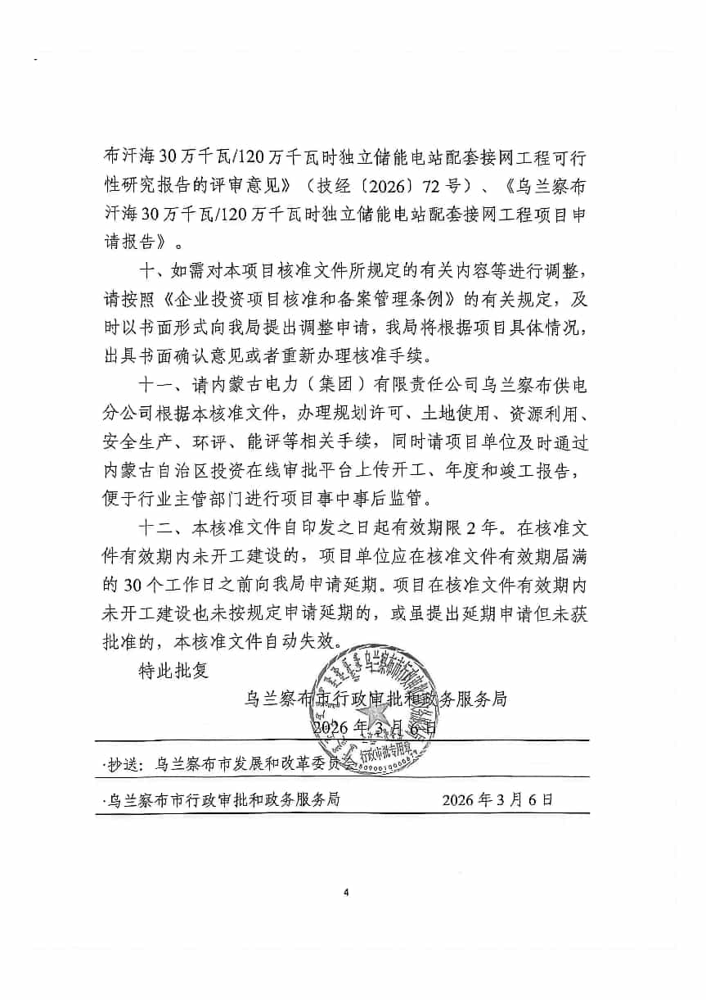 布汗海30万千瓦/120万千瓦时独立储能电站配套接网工程可行
性研究报告的评审意见》（技经〔2026〕72号）、《乌兰察布
汗海30万千瓦/120万千瓦时独立储能电站配套接网工程项目申
请报告》。
十、如需对本项目核准文件所规定的有关内容等进行调整，
请按照《企业投资项目核准和备案管理条例》的有关规定，及
时以书面形式向我局提出调整申请，我局将根据项目具体情况，
出具书面确认意见或者重新办理核准手续。
十一、请内蒙古电力（集团）有限责任公司乌兰察布供电
分公司根据本核准文件，办理规划许可、土地使用、资源利用、
安全生产、环评、能评等相关手续，同时请项目单位及时通过
内蒙古自治区投资在线审批平台上传开工、年度和竣工报告，
便于行业主管部门进行项目事中事后监管。
十二、本核准文件自印发之日起有效期限2年。在核准文
件有效期内未开工建设的，项目单位应在核准文件有效期届满
的30个工作日之前向我局申请延期。项目在核准文件有效期内
未开工建设也未按规定申请延期的，或虽提出延期申请但未获
批准的，本核准文件自动失效。
特此批复
乌兰察布市行政审批和政务服务局
2026年3月6日
乌兰察布市行政审批和政务服务局
行政审批专用章
·抄送：乌兰察布市发展和改革委员会
·乌兰察布市行政审批和政务服务局 2026年3月6日
4